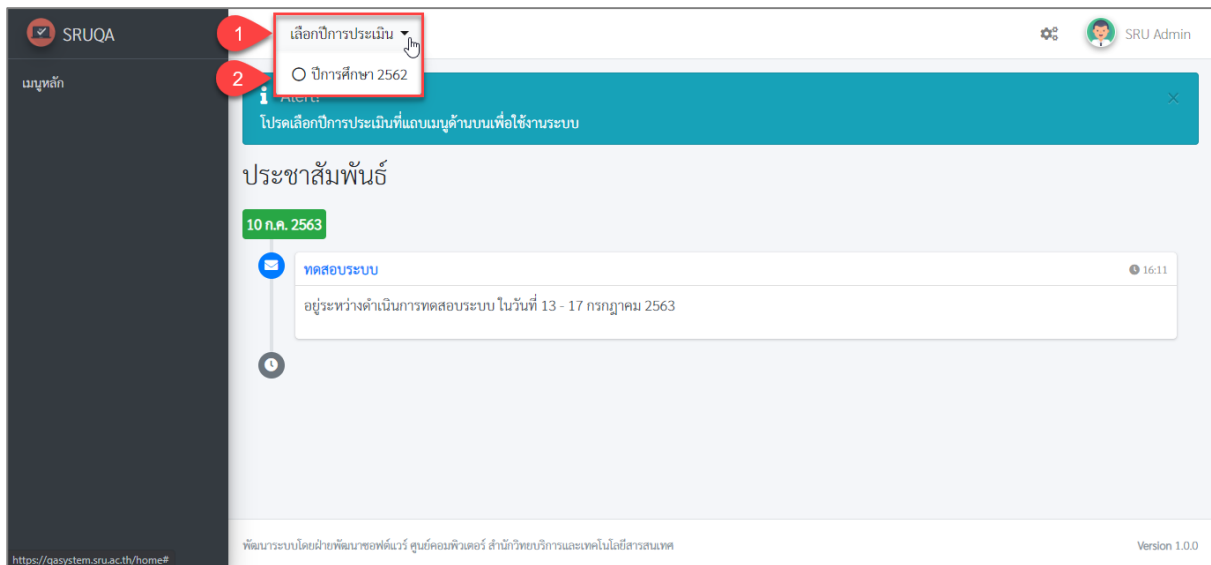 SRUQA
1
เลือกปีการประเมิน
SRU Admin
เมนูหลัก
2
ปีการศึกษา 2562
Alert!
โปรดเลือกปีการประเมินที่แถบเมนูด้านบนเพื่อใช้งานระบบ
ประชาสัมพันธ์
10 ก.ค. 2563
ทดสอบระบบ
16:11
อยู่ระหว่างดำเนินการทดสอบระบบ ในวันที่ 13 - 17 กรกฎาคม 2563
พัฒนาระบบโดยฝ่ายพัฒนาซอฟต์แวร์ ศูนย์คอมพิวเตอร์ สำนักวิทยบริการและเทคโนโลยีสารสนเทศ
Version 1.0.0
https://qasystem.sru.ac.th/home#